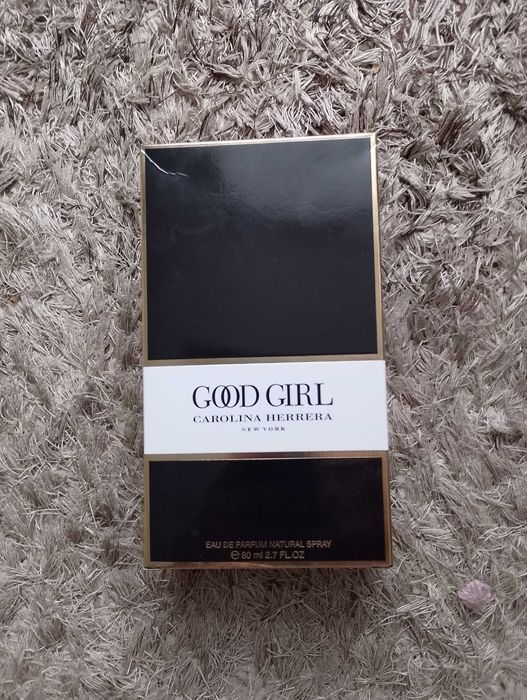 GOOD GIRL
CAROLINA HERRERA
NEW YORK
EAU DE PARFUM NATURAL SPRAY
℮ 80 ml 2.7 FL.OZ